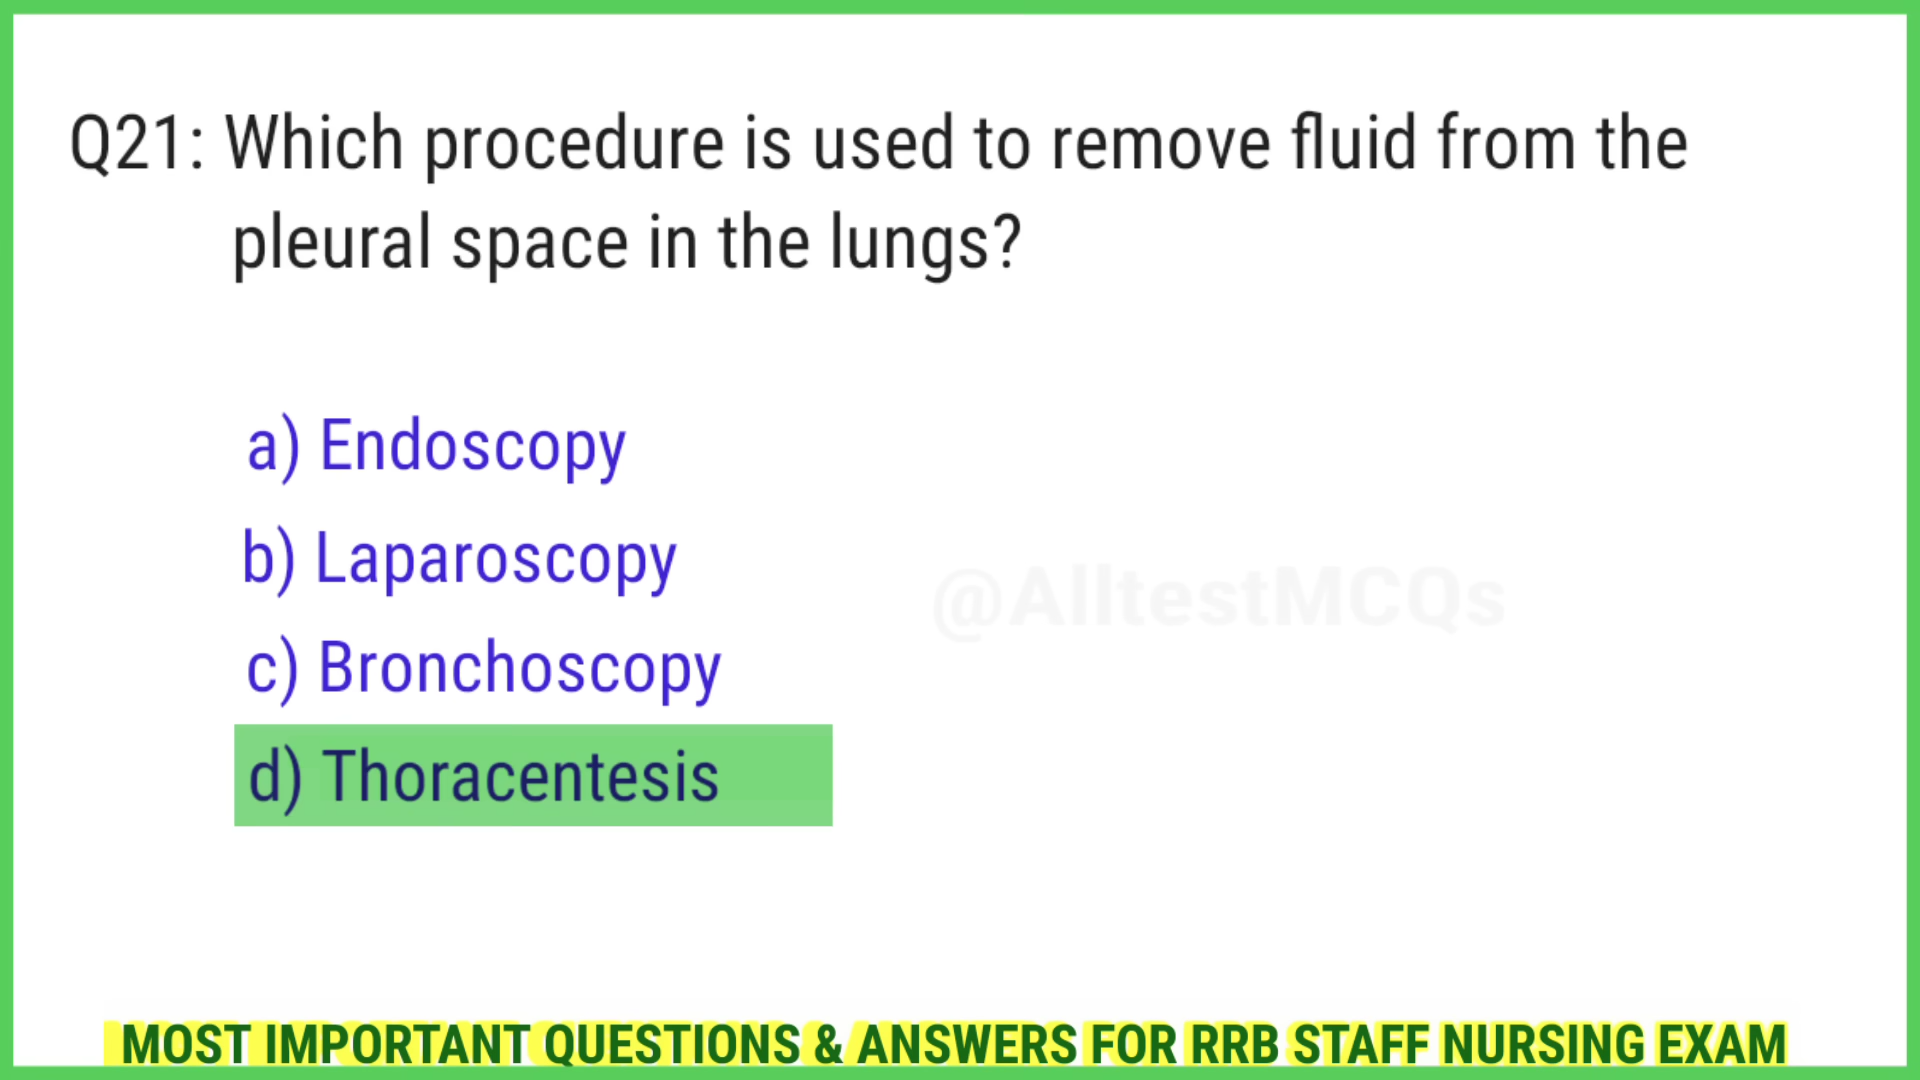 Q21: Which procedure is used to remove fluid from the
pleural space in the lungs?
a) Endoscopy
b) Laparoscopy
@AlltestMCQs
c) Bronchoscopy
d) Thoracentesis
MOST IMPORTANT QUESTIONS & ANSWERS FOR RRB STAFF NURSING EXAM